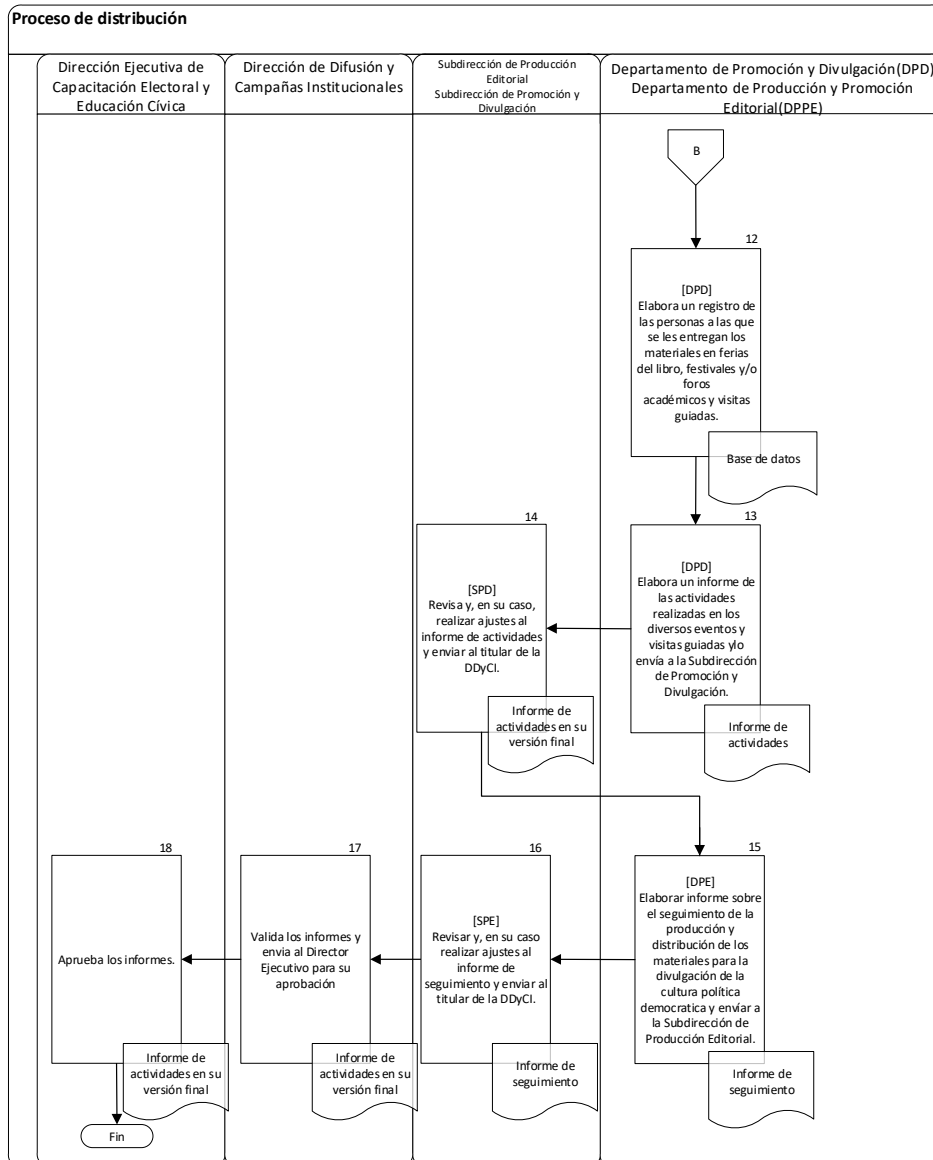 Proceso de distribución
Dirección Ejecutiva de
Capacitación Electoral y
Educación Cívica
Dirección de Difusión y
Campañas Institucionales
Subdirección de Producción
Editorial
Subdirección de Promoción y
Divulgación
Departamento de Promoción y Divulgación(DPD)
Departamento de Producción y Promoción
Editorial(DPPE)
B
12
[DPD]
Elabora un registro de
las personas a las que
se les entregan los
materiales en ferias
del libro, festivales y/o
foros
académicos y visitas
guiadas.
Base de datos
13
[DPD]
Elabora un informe de
las actividades
realizadas en los
diversos eventos y
visitas guiadas ylo
envía a la Subdirección
de Promoción y
Divulgación.
Informe de
actividades
14
[SPD]
Revisa y, en su caso,
realizar ajustes al
informe de actividades
y enviar al titular de la
DDyCI.
Informe de
actividades en su
versión final
15
[DPE]
Elaborar informe sobre
el seguimiento de la
producción y
distribución de los
materiales para la
divulgación de la
cultura política
democratica y envíar a
la Subdirección de
Producción Editorial.
Informe de
seguimiento
16
[SPE]
Revisar y, en su caso
realizar ajustes al
informe de
seguimiento y enviar al
titular de la DDyCI.
Informe de
seguimiento
17
Valida los informes y
envia al Director
Ejecutivo para su
aprobación
Informe de
actividades en su
versión final
18
Aprueba los informes.
Informe de
actividades en su
versión final
Fin